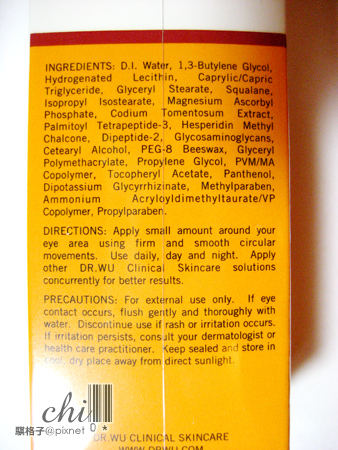 INGREDIENTS: D.I. Water, 1,3-Butylene Glycol,
Hydrogenated Lecithin, Caprylic/Capric
Triglyceride, Glyceryl Stearate, Squalane,
Isopropyl Isostearate, Magnesium Ascorbyl
Phosphate, Codium Tomentosum Extract,
Palmitoyl Tetrapeptide-3, Hesperidin Methyl
Chalcone, Dipeptide-2, Glycosaminoglycans,
Cetearyl Alcohol, PEG-8 Beeswax, Glyceryl
Polymethacrylate, Propylene Glycol, PVM/MA
Copolymer, Tocopheryl Acetate, Panthenol,
Dipotassium Glycyrrhizinate, Methylparaben,
Ammonium Acryloyldimethyltaurate/VP
Copolymer, Propylparaben.
DIRECTIONS: Apply small amount around your
eye area using firm and smooth circular
movements. Use daily, day and night. Apply
other DR.WU Clinical Skincare solutions
concurrently for better results.
PRECAUTIONS: For external use only. If eye
contact occurs, flush gently and thoroughly with
water. Discontinue use if rash or irritation occurs.
If irritation persists, consult your dermatologist or
health care practitioner. Keep sealed and store in
cool, dry place away from direct sunlight.
chi
0*
騏格子@pixnet
DR.WU CLINICAL SKINCARE
WWW.DRWU.COM